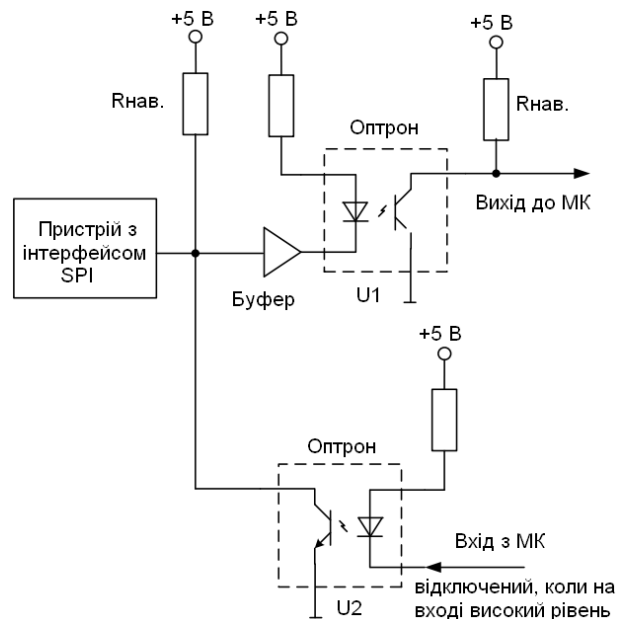 +5 В
+5 В
+5 В
Rнав.
Rнав.
Оптрон
Пристрій з
інтерфейсом
SPI
Буфер
U1
Вихід до МК
+5 В
Оптрон
Вхід з МК
відключений, коли на
вході високий рівень
U2